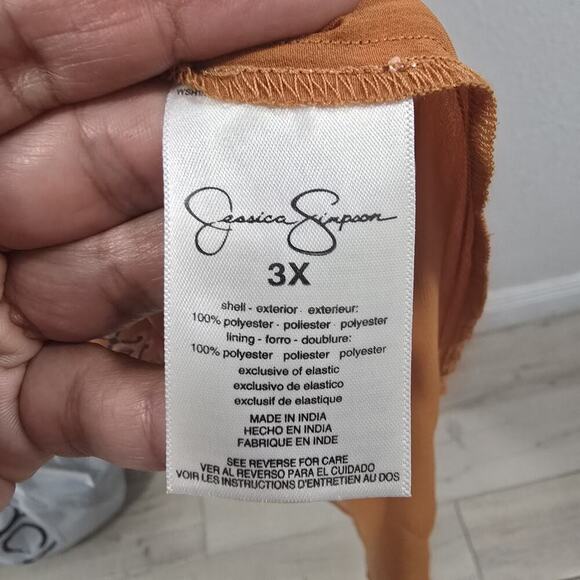 Jessica Simpson
3X
shell - exterior - exterieur:
100% polyester - poliester - polyester
lining - forro - doublure:
100% polyester poliester polyester
exclusive of elastic
exclusivo de elastico
exclusif de elastique
MADE IN INDIA
HECHO EN INDIA
FABRIQUE EN INDE
SEE REVERSE FOR CARE
VER AL REVERSO PARA EL CUIDADO
VOIR LES INSTRUCTIONS D'ENTRETIEN AU DOS